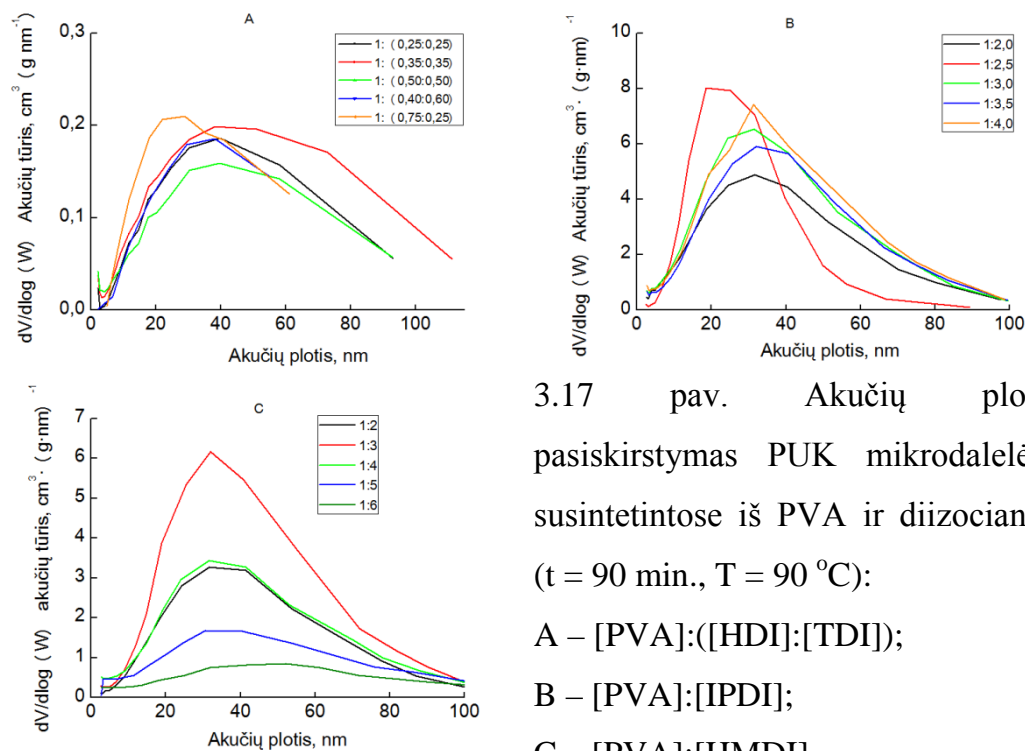 A
dV/dlog (W) Akučių tūris, cm³ ( g nm)⁻¹
0,3
0,2
0,1
0,0
1: ( 0,25:0,25)
1: ( 0,35:0,35)
1: ( 0,50:0,50)
1: ( 0,40:0,60)
1: ( 0,75:0,25)
0 20 40 60 80 100
Akučių plotis, nm
B
dV/dlog (W) Akučių tūris, cm³· (g·nm)⁻¹
10
8
6
4
2
0
1:2,0
1:2,5
1:3,0
1:3,5
1:4,0
0 20 40 60 80 100
Akučių plotis, nm
C
dV/dlog (W) akučių tūris, cm³· (g·nm)⁻¹
7
6
5
4
3
2
1
0
1:2
1:3
1:4
1:5
1:6
0 20 40 60 80 100
Akučių plotis, nm
3.17 pav. Akučių plo
pasiskirstymas PUK mikrodalelė
susintetintose iš PVA ir diizocian
(t = 90 min., T = 90 °C):
A – [PVA]:([HDI]:[TDI]);
B – [PVA]:[IPDI];
C – [PVA]:[HMDI]